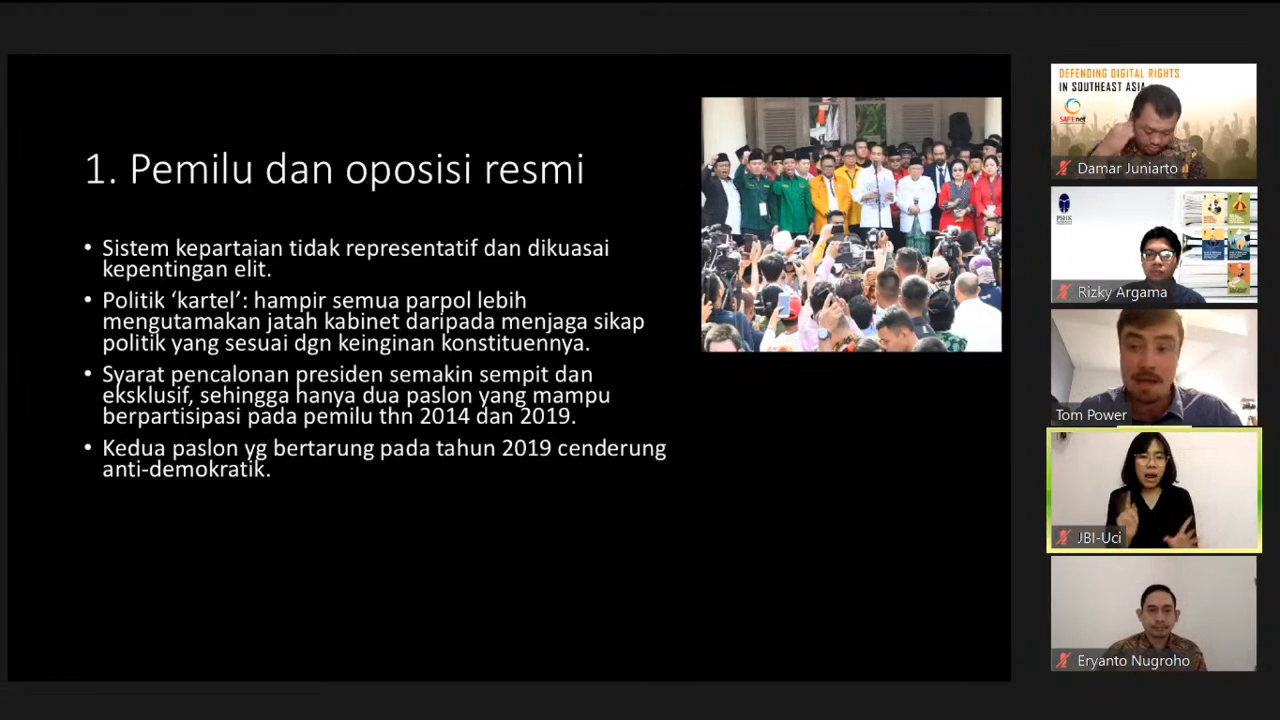 1. Pemilu dan oposisi resmi
• Sistem kepartaian tidak representatif dan dikuasai
kepentingan elit.
• Politik ‘kartel’: hampir semua parpol lebih
mengutamakan jatah kabinet daripada menjaga sikap
politik yang sesuai dgn keinginan konstituennya.
• Syarat pencalonan presiden semakin sempit dan
eksklusif, sehingga hanya dua paslon yang mampu
berpartisipasi pada pemilu thn 2014 dan 2019.
• Kedua paslon yg bertarung pada tahun 2019 cenderung
anti-demokratik.
DEFENDING DIGITAL RIGHTS
IN SOUTHEAST ASIA
SAFEnet
Damar Juniarto
PSHK
Rizky Argama
Tom Power
JBI-Uci
Eryanto Nugroho